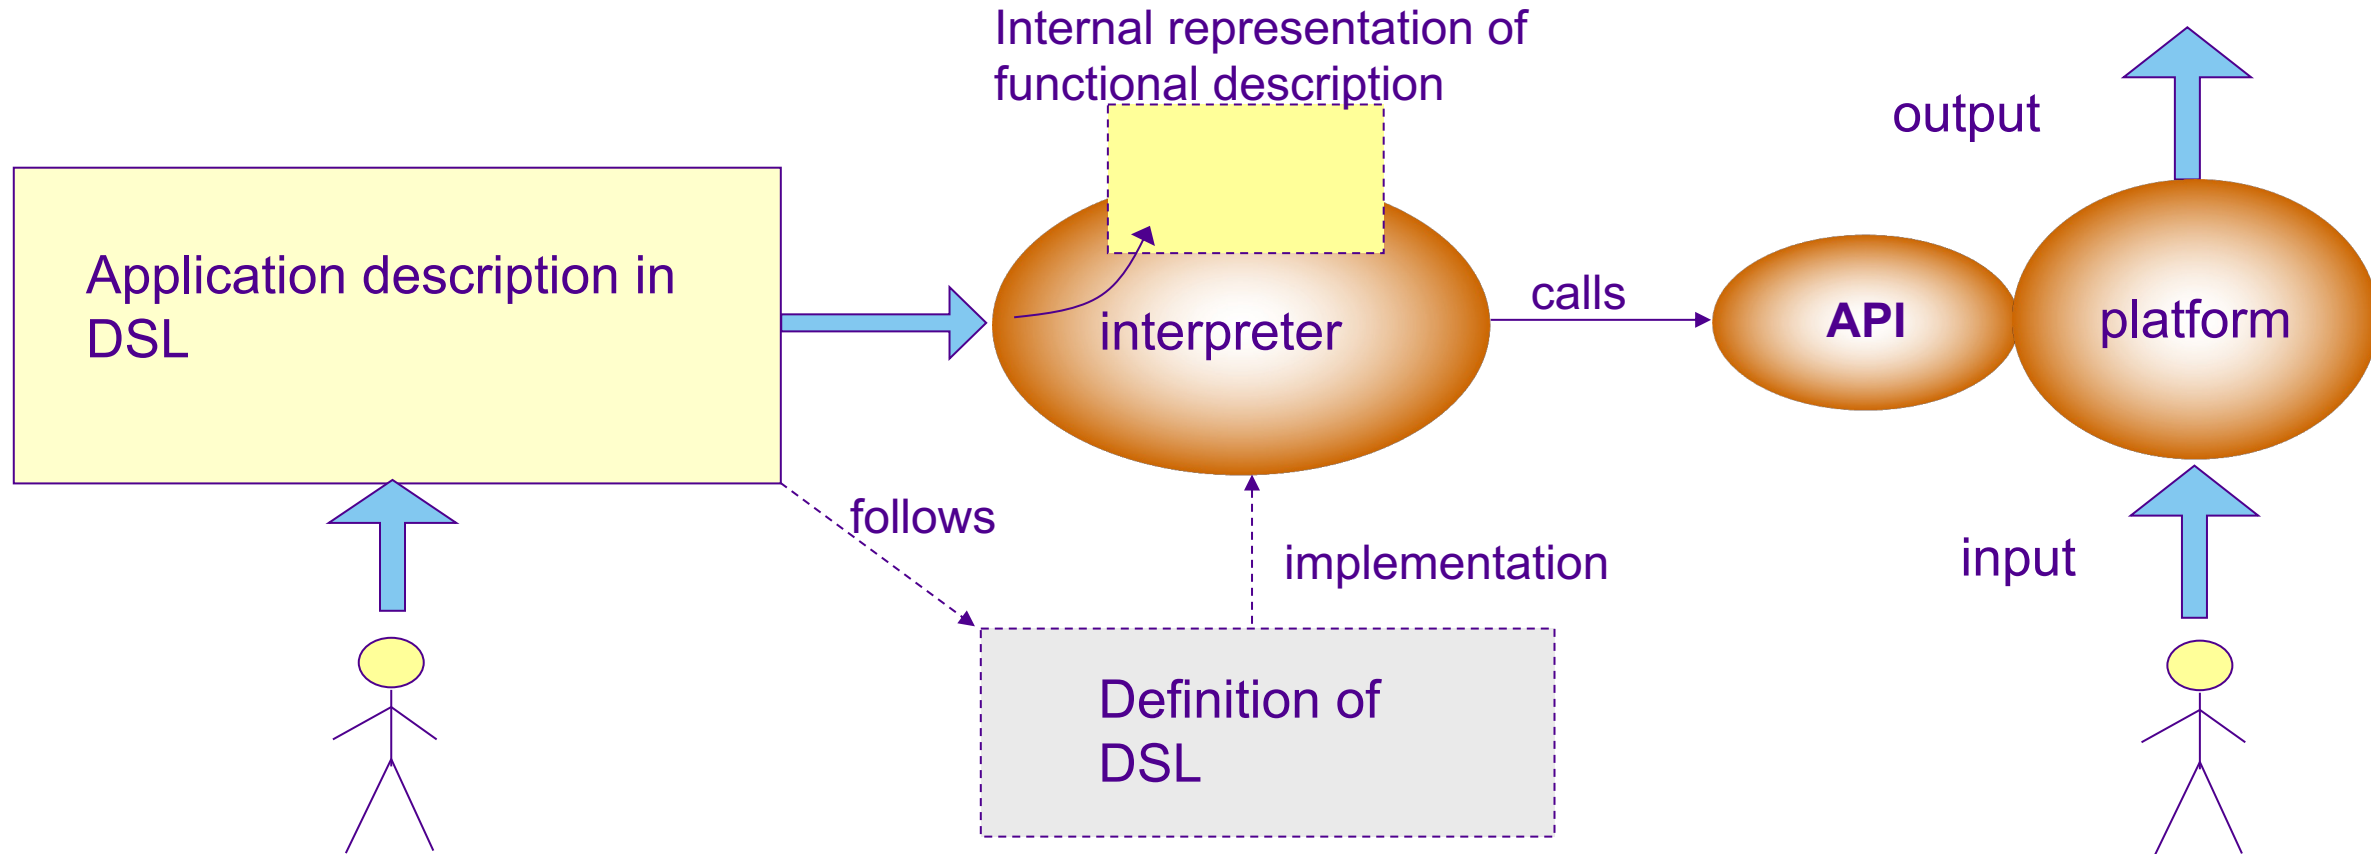 Internal representation of
functional description
output
Application description in
DSL
interpreter
calls
API
platform
follows
implementation
input
Definition of
DSL